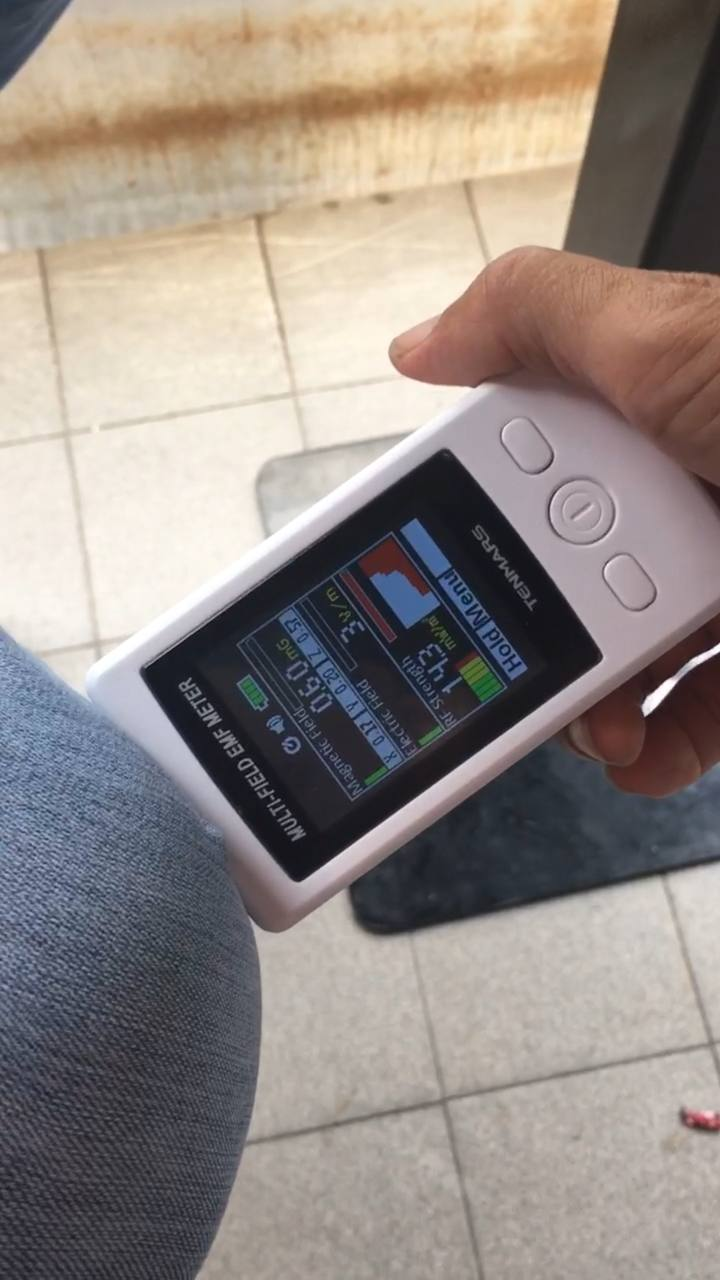 MULTI-FIELD EMF METER
Magnetic Field
0.60 mG
X 0.17 Y 0.20 Z 0.52
Electric Field
3 V/m
RF Strength
143 mW/m²
Hold Menu
TENMARS